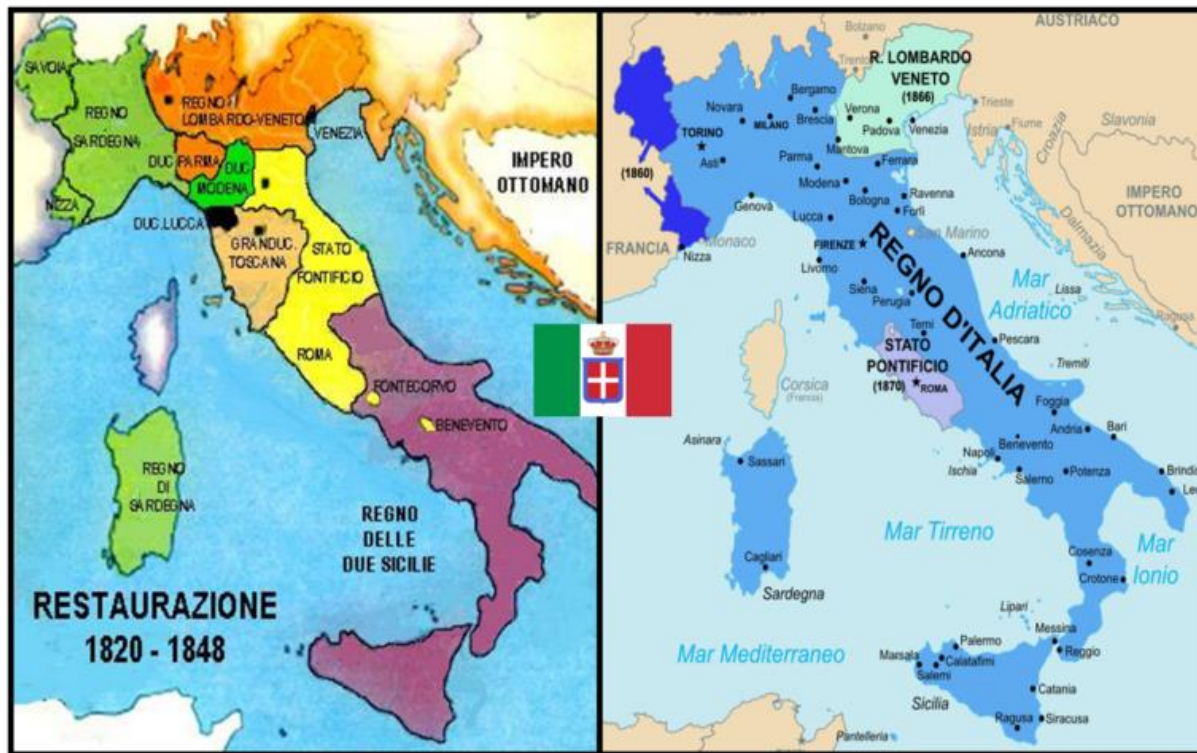 SAVOIA
REGNO
SARDEGNA
NIZZA
REGNO
LOMBARDO-VENETO
VENEZIA
DUC. PARMA
DUC.
MODENA
DUC.LUCCA
GRANDUC.
TOSCANA
STATO
PONTIFICIO
ROMA
IMPERO
OTTOMANO
PONTECORVO
BENEVENTO
REGNO
DI
SARDEGNA
REGNO
DELLE
DUE SICILIE
RESTAURAZIONE
1820 - 1848
AUSTRIACO
Bolzano
Trento
R. LOMBARDO
VENETO
(1866)
Bergamo
Novara
MILANO
Brescia
Verona
Padova
Venezia
Trieste
Fiume
Istria
Croazia
Slavonia
TORINO
Asti
Mantova
(1860)
Parma
Ferrara
Modena
Bologna
Ravenna
Forlì
Genova
Lucca
San Marino
IMPERO
OTTOMANO
Dalmazia
FRANCIA
Monaco
Nizza
FIRENZE
Livorno
Ancona
Siena
Perugia
REGNO D'ITALIA
Mar
Adriatico
Lissa
Ragusa
Terni
Pescara
STATO
PONTIFICIO
(1870)
ROMA
Tremiti
Corsica
(Francia)
Foggia
Andria
Bari
Asinara
Sassari
Benevento
Napoli
Ischia
Salerno
Potenza
Brindi
Le
Mar Tirreno
Cagliari
Sardegna
Cosenza
Crotone
Mar
Ionio
Lipari
Messina
Reggio
Mar Mediterraneo
Palermo
Marsala
Calatafimi
Salemi
Sicilia
Catania
Ragusa
Siracusa
Pantelleria